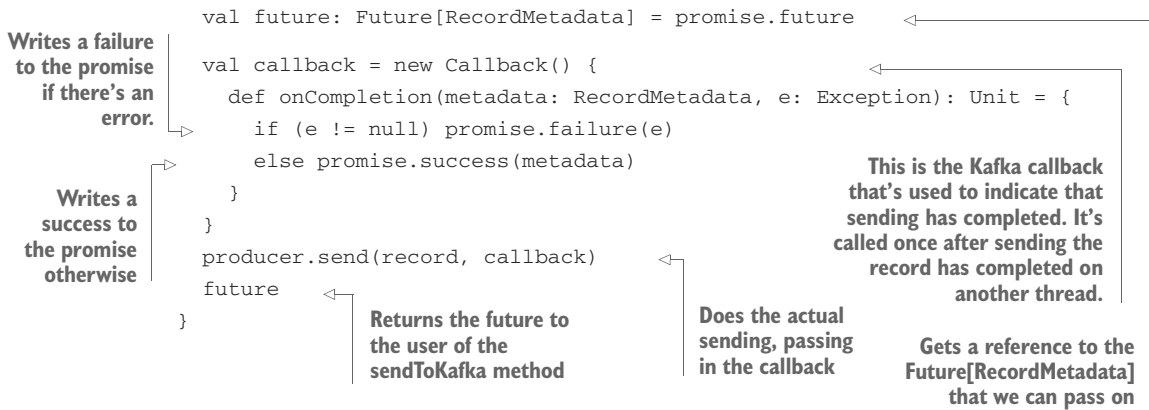 val future: Future[RecordMetadata] = promise.future
Writes a failure
to the promise
if there's an
error.
val callback = new Callback() {
def onCompletion(metadata: RecordMetadata, e: Exception): Unit = {
if (e != null) promise.failure(e)
else promise.success(metadata)
}
}
Writes a
success to
the promise
otherwise
This is the Kafka callback
that's used to indicate that
sending has completed. It's
called once after sending the
record has completed on
another thread.
producer.send(record, callback)
future
}
Returns the future to
the user of the
sendToKafka method
Does the actual
sending, passing
in the callback
Gets a reference to the
Future[RecordMetadata]
that we can pass on